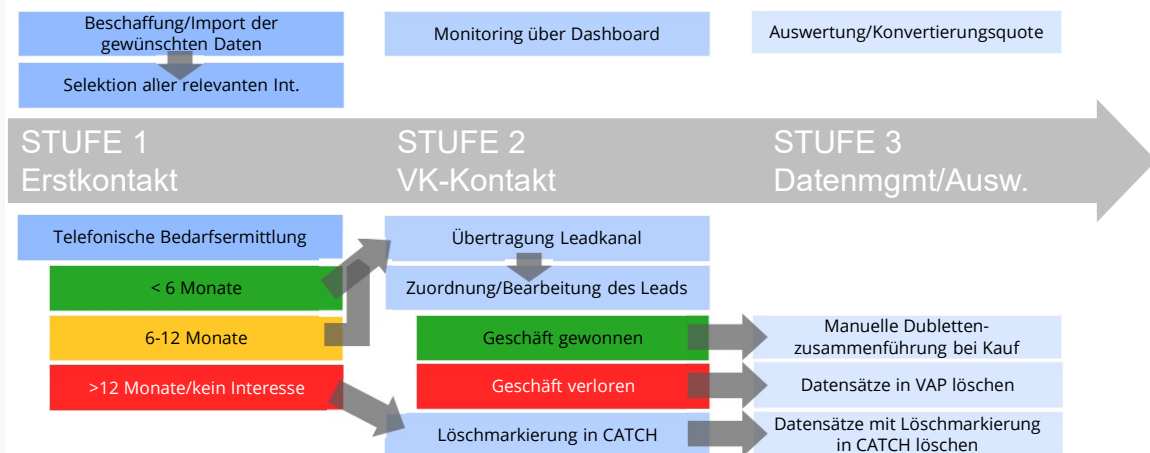 Beschaffung/Import der
gewünschten Daten
Selektion aller relevanten Int.
Monitoring über Dashboard
Auswertung/Konvertierungsquote
STUFE 1
Erstkontakt
STUFE 2
VK-Kontakt
STUFE 3
Datenmgmt/Ausw.
Telefonische Bedarfsermittlung
< 6 Monate
6-12 Monate
>12 Monate/kein Interesse
Übertragung Leadkanal
Zuordnung/Bearbeitung des Leads
Geschäft gewonnen
Geschäft verloren
Löschmarkierung in CATCH
Manuelle Dubletten-
zusammenführung bei Kauf
Datensätze in VAP löschen
Datensätze mit Löschmarkierung
in CATCH löschen